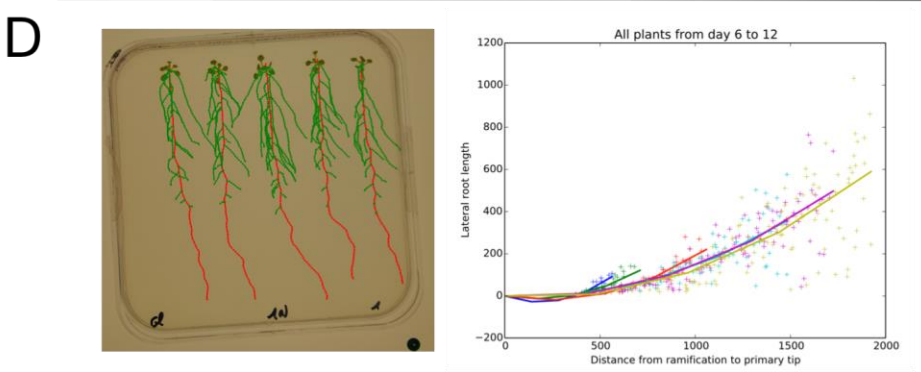 D
All plants from day 6 to 12
1200
1000
800
600
400
200
0
−200
Lateral root length
0 500 1000 1500 2000
Distance from ramification to primary tip
1